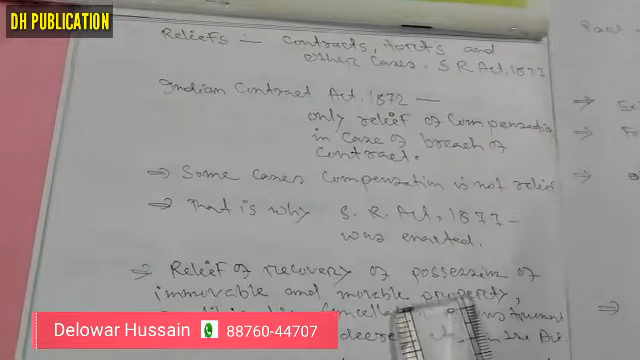 DH PUBLICATION
Reliefs :- contracts, torts and
other cases. S R Act, 1877
Indian Contract Act, 1872 —
only relief of compensation
in case of breach of
contract.
⇒ Some cases compensation is not relief
⇒ That is why S. R. Act, 1877 –
was enacted.
⇒ Relief of recovery of possession of
immovable and movable property,
Delowar Hussain 88760-44707
Part -
⇒
⇒
⇒
⇒